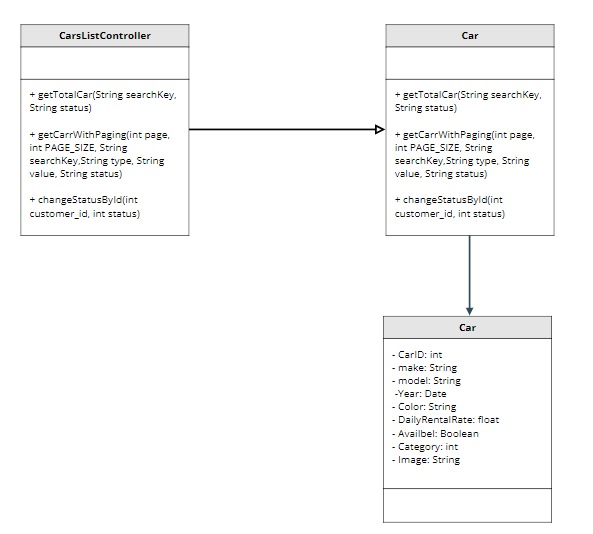 CarsListController
+ getTotalCar(String searchKey,
String status)
+ getCarrWithPaging(int page,
int PAGE_SIZE, String
searchKey,String type, String
value, String status)
+ changeStatusById(int
customer_id, int status)
Car
+ getTotalCar(String searchKey,
String status)
+ getCarrWithPaging(int page,
int PAGE_SIZE, String
searchKey,String type, String
value, String status)
+ changeStatusById(int
customer_id, int status)
Car
- CarID: int
- make: String
- model: String
-Year: Date
- Color: String
- DailyRentalRate: float
- Availbel: Boolean
- Category: int
- Image: String